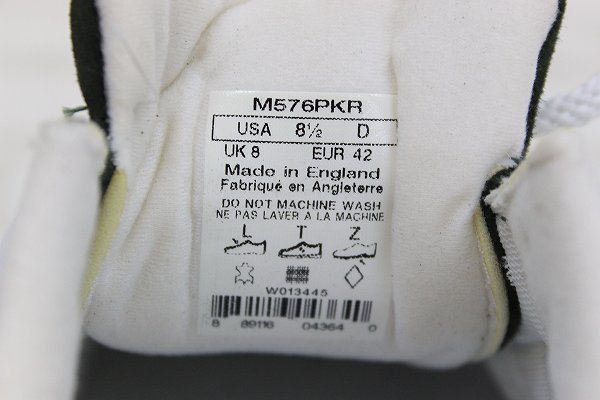 M576PKR
USA 8½ D
UK 8 EUR 42
Made in England
Fabriqué en Angleterre
DO NOT MACHINE WASH
NE PAS LAVER A LA MACHINE
L T Z
W013445
8 89116 04364 0